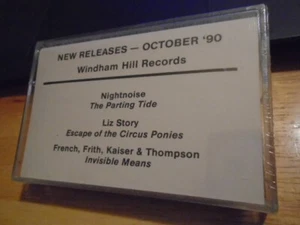 NEW RELEASES — OCTOBER '90
Windham Hill Records
Nightnoise
The Parting Tide
Liz Story
Escape of the Circus Ponies
French, Frith, Kaiser & Thompson
Invisible Means